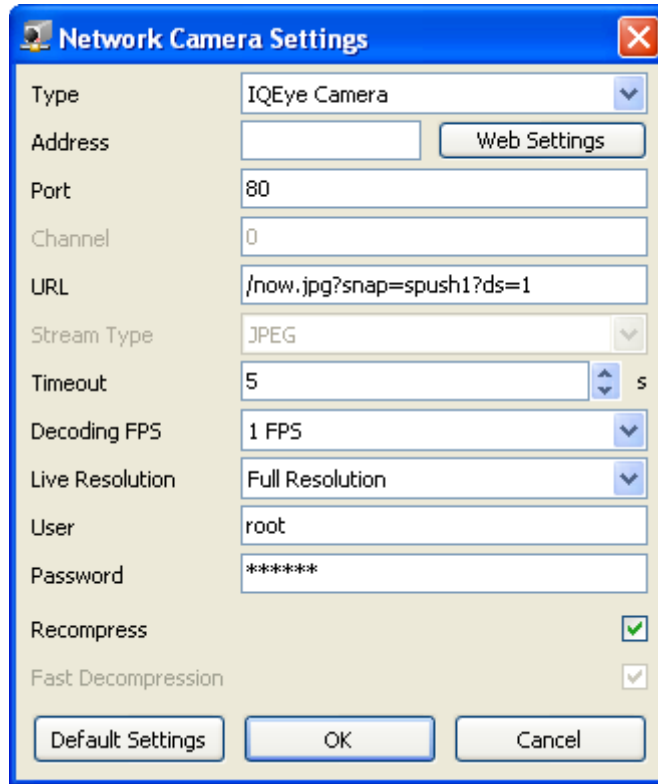 Network Camera Settings
Type IQEye Camera
Address Web Settings
Port 80
Channel 0
URL /now.jpg?snap=spush1?ds=1
Stream Type JPEG
Timeout 5 s
Decoding FPS 1 FPS
Live Resolution Full Resolution
User root
Password ******
Recompress
Fast Decompression
Default Settings OK Cancel